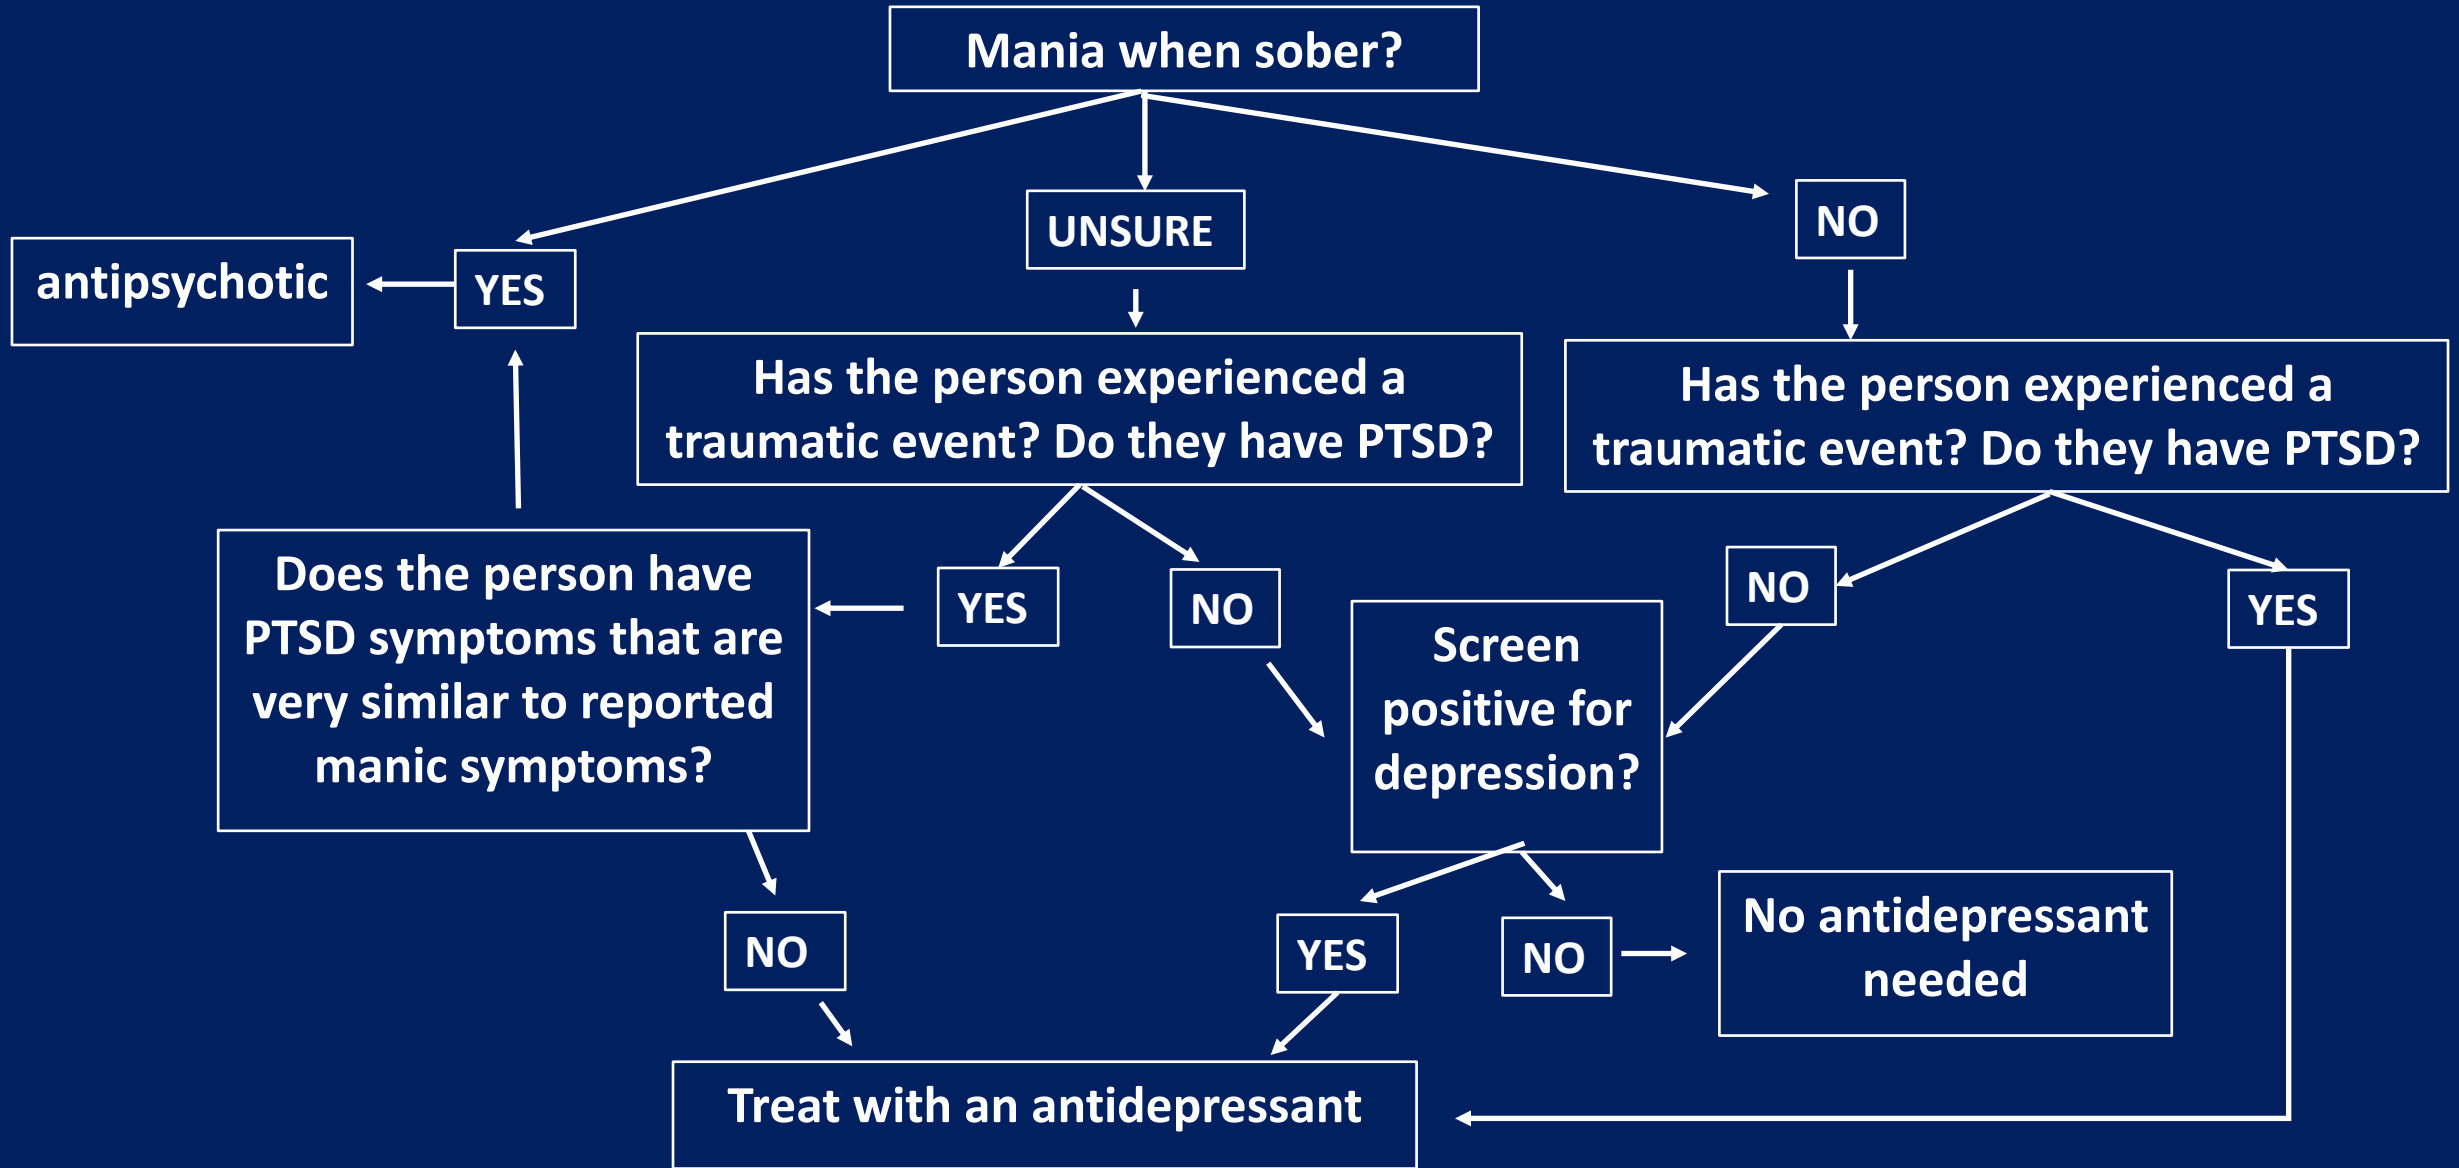 Mania when sober?
UNSURE
NO
antipsychotic
YES
Has the person experienced a
traumatic event? Do they have PTSD?
Has the person experienced a
traumatic event? Do they have PTSD?
Does the person have
PTSD symptoms that are
very similar to reported
manic symptoms?
YES
NO
NO
YES
Screen
positive for
depression?
NO
YES
NO
No antidepressant
needed
Treat with an antidepressant